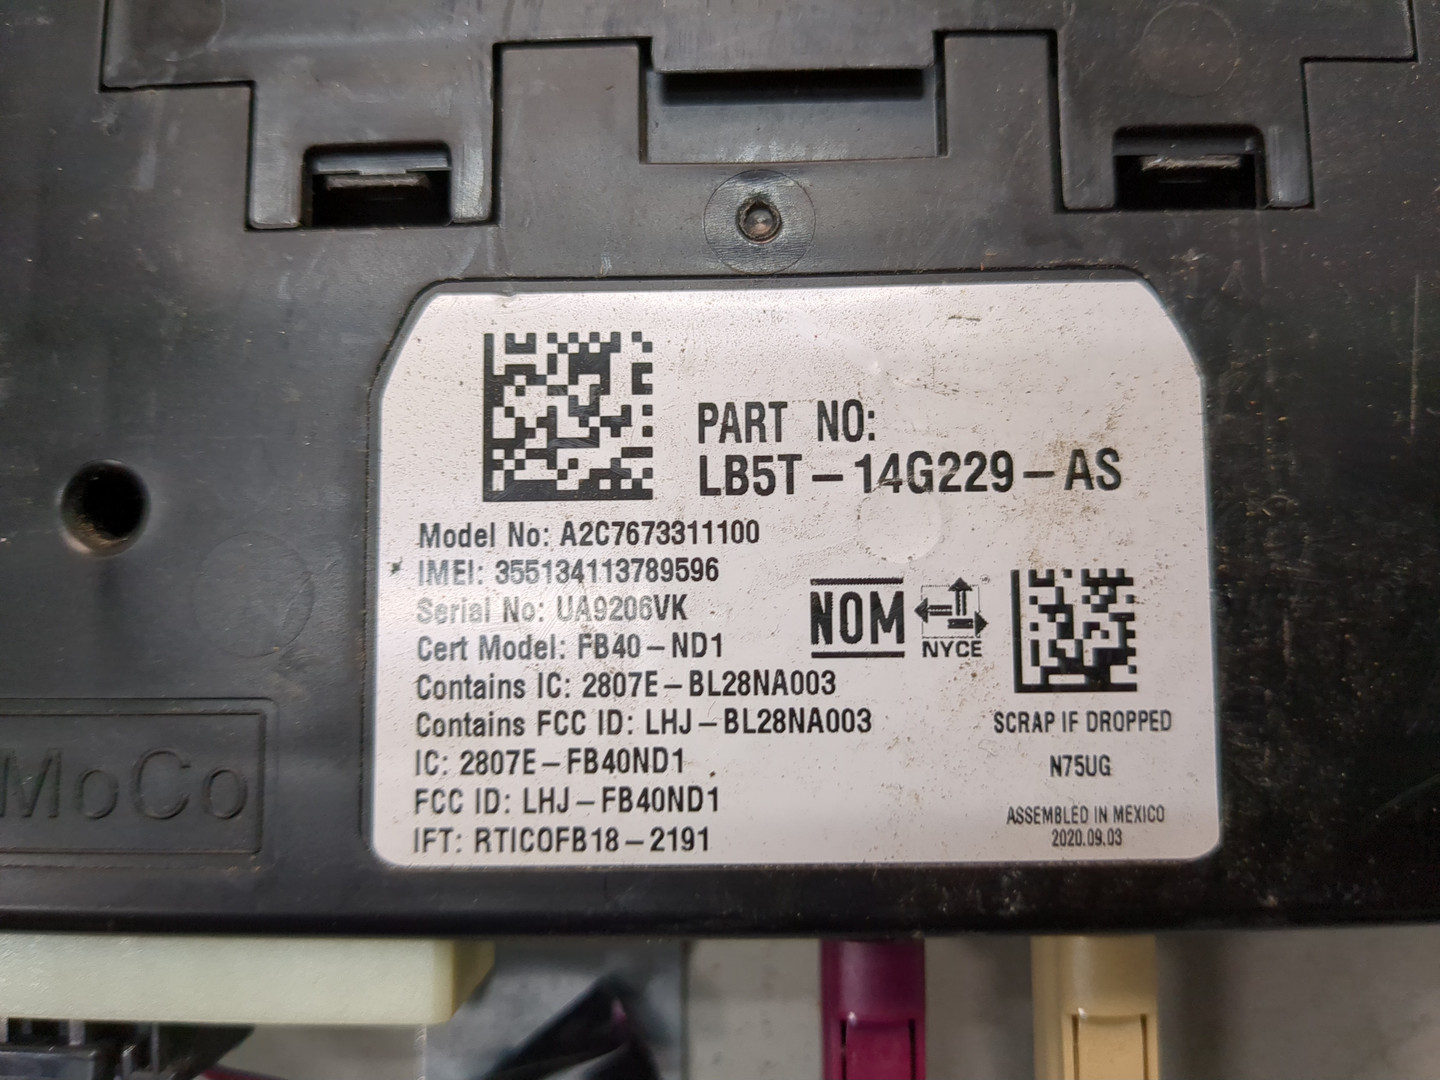 PART NO:
LB5T-14G229-AS
Model No: A2C7673311100
IMEI: 355134113789596
Serial No: UA9206VK
Cert Model: FB40-ND1
Contains IC: 2807E-BL28NA003
Contains FCC ID: LHJ-BL28NA003
IC: 2807E-FB40ND1
FCC ID: LHJ-FB40ND1
IFT: RTICOFB18-2191
NOM
NYCE
SCRAP IF DROPPED
N75UG
ASSEMBLED IN MEXICO
2020.09.03
MoCo